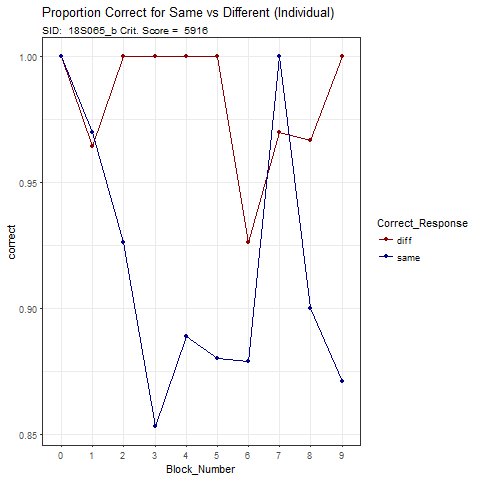 Proportion Correct for Same vs Different (Individual)
SID:  18S065_b Crit. Score =  5916
1.00
0.95
0.90
0.85
correct
0 1 2 3 4 5 6 7 8 9
Block_Number
Correct_Response
diff
same